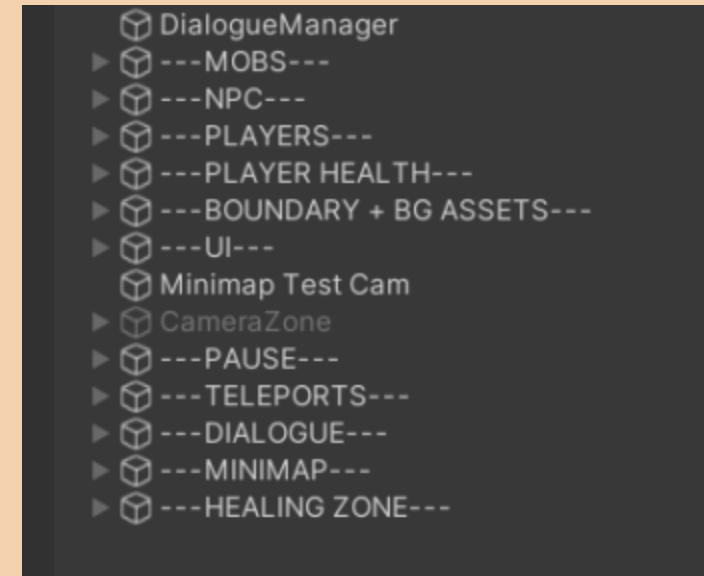 DialogueManager
---MOBS---
---NPC---
---PLAYERS---
---PLAYER HEALTH---
---BOUNDARY + BG ASSETS---
---UI---
Minimap Test Cam
CameraZone
---PAUSE---
---TELEPORTS---
---DIALOGUE---
---MINIMAP---
---HEALING ZONE---